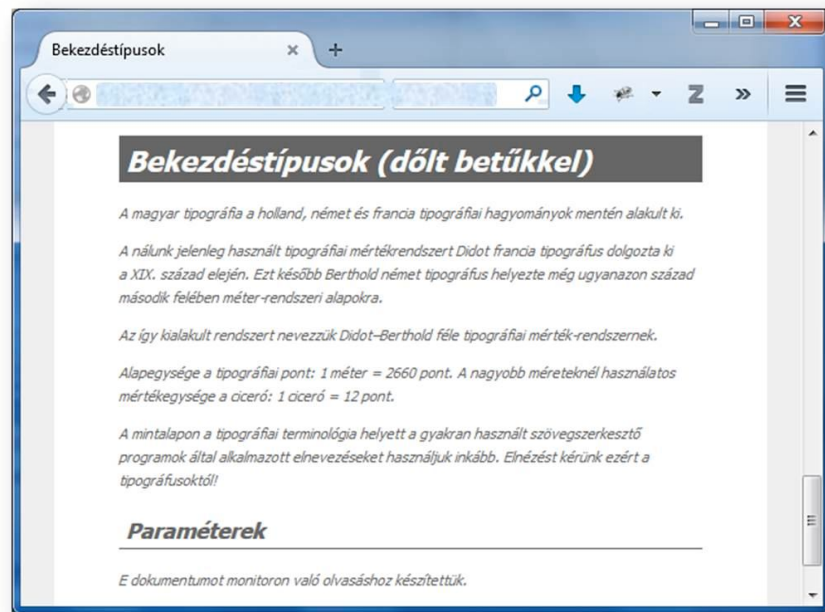 Bekezdéstípusok
Bekezdéstípusok (dőlt betűkkel)
A magyar tipográfia a holland, német és francia tipográfiai hagyományok mentén alakult ki.
A nálunk jelenleg használt tipográfiai mértékrendszert Didot francia tipográfus dolgozta ki
a XIX. század elején. Ezt később Berthold német tipográfus helyezte még ugyanazon század
második felében méter-rendszeri alapokra.
Az így kialakult rendszert nevezzük Didot–Berthold féle tipográfiai mérték-rendszernek.
Alapegysége a tipográfiai pont: 1 méter = 2660 pont. A nagyobb méreteknél használatos
mértékegysége a ciceró: 1 ciceró = 12 pont.
A mintalapon a tipográfiai terminológia helyett a gyakran használt szövegszerkesztő
programok által alkalmazott elnevezéseket használjuk inkább. Elnézést kérünk ezért a
tipográfusoktól!
Paraméterek
E dokumentumot monitoron való olvasáshoz készítettük.